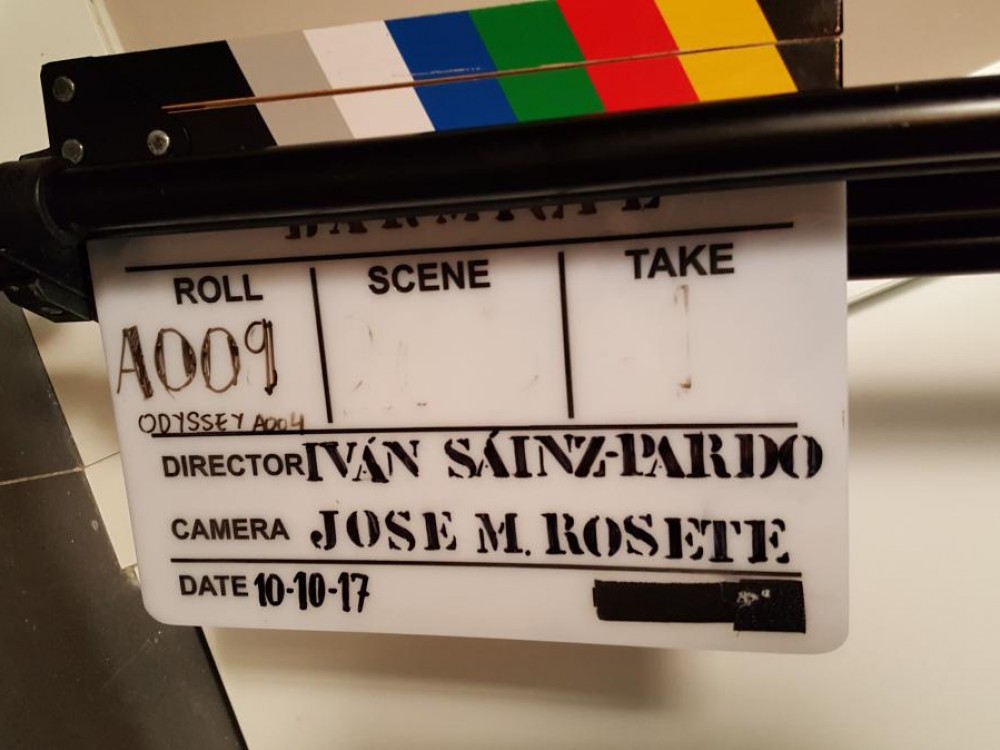 ROLL SCENE TAKE
A009
ODYSSEY A004
DIRECTOR IVÁN SÁINZ-PARDO
CAMERA JOSE M. ROSETE
DATE 10-10-17